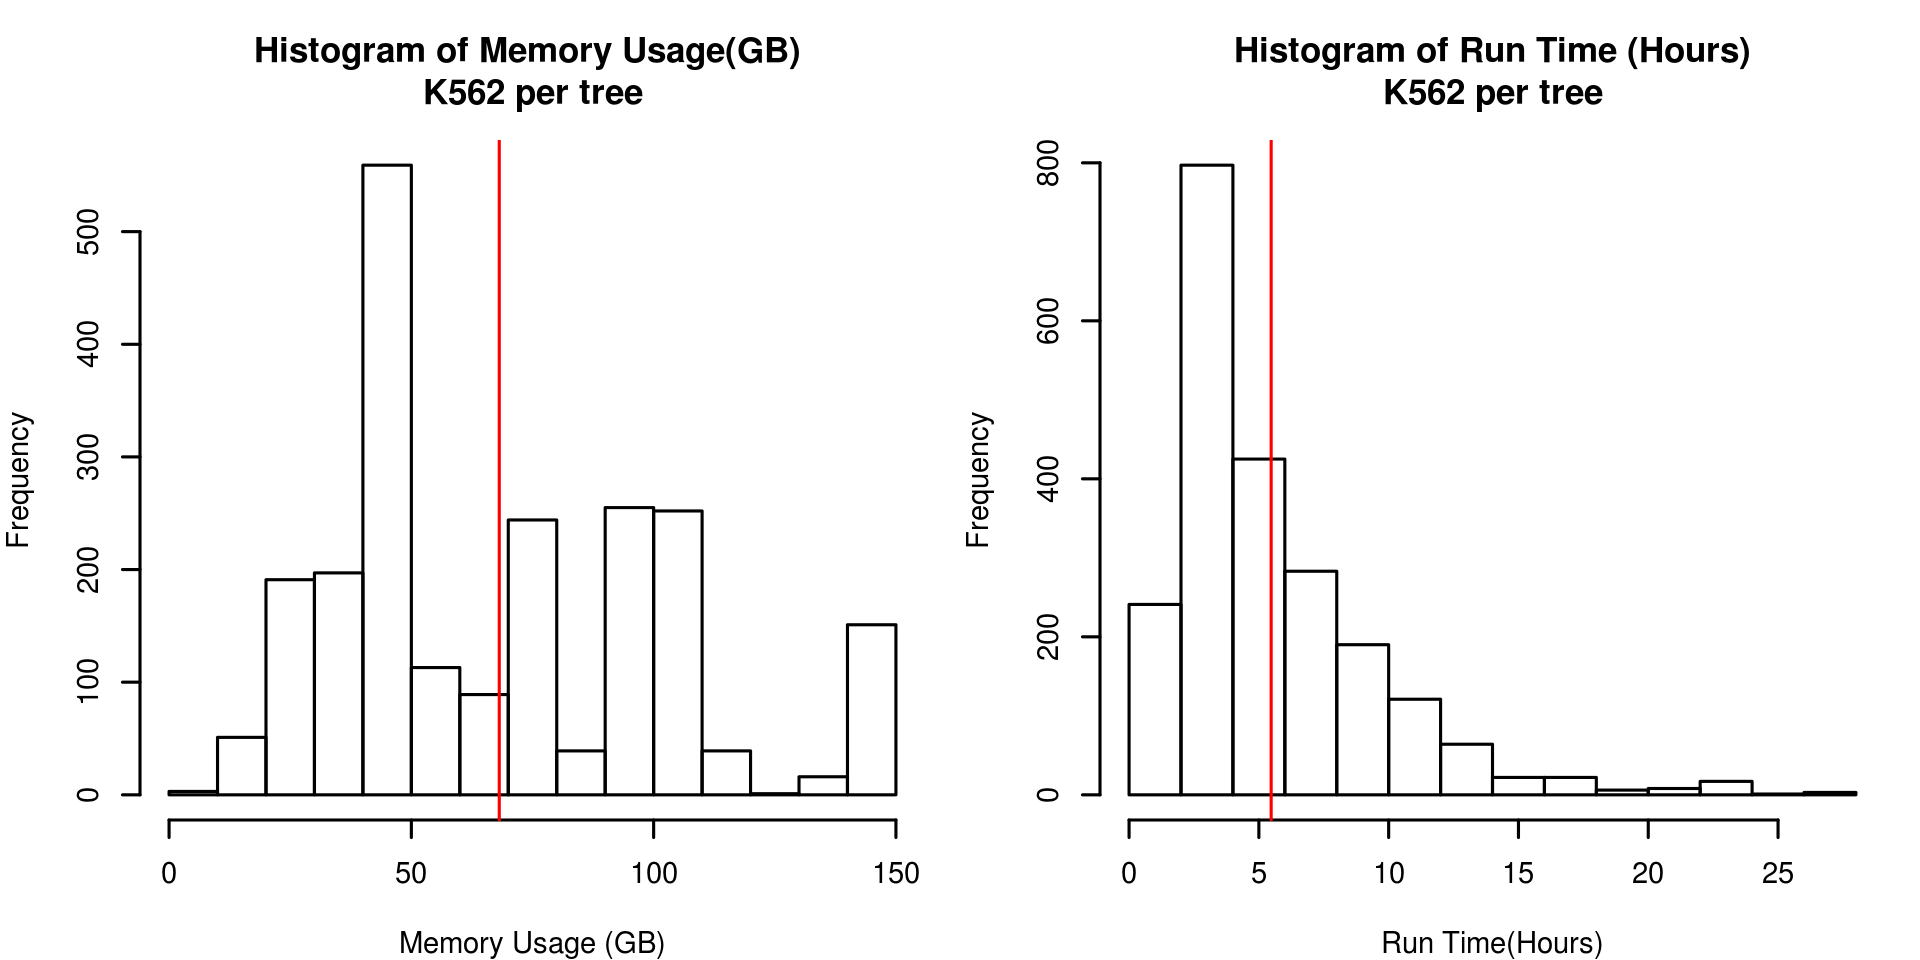 Histogram of Memory Usage(GB)
K562 per tree
Frequency
500
400
300
200
100
0
0 50 100 150
Memory Usage (GB)
Histogram of Run Time (Hours)
K562 per tree
Frequency
800
600
400
200
0
0 5 10 15 20 25
Run Time(Hours)